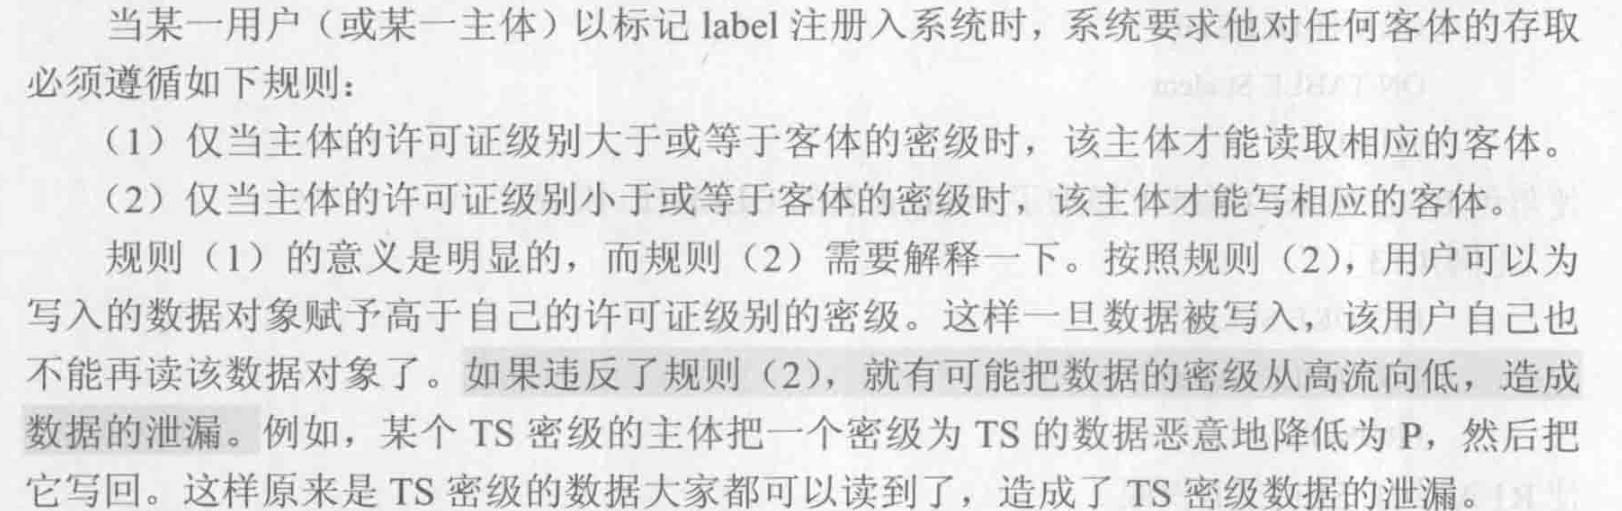 当某一用户（或某一主体）以标记 label 注册入系统时，系统要求他对任何客体的存取
必须遵循如下规则：
（1）仅当主体的许可证级别大于或等于客体的密级时，该主体才能读取相应的客体。
（2）仅当主体的许可证级别小于或等于客体的密级时，该主体才能写相应的客体。
规则（1）的意义是明显的，而规则（2）需要解释一下。按照规则（2），用户可以为
写入的数据对象赋予高于自己的许可证级别的密级。这样一旦数据被写入，该用户自己也
不能再读该数据对象了。如果违反了规则（2），就有可能把数据的密级从高流向低，造成
数据的泄漏。例如，某个 TS 密级的主体把一个密级为 TS 的数据恶意地降低为 P，然后把
它写回。这样原来是 TS 密级的数据大家都可以读到了，造成了 TS 密级数据的泄漏。